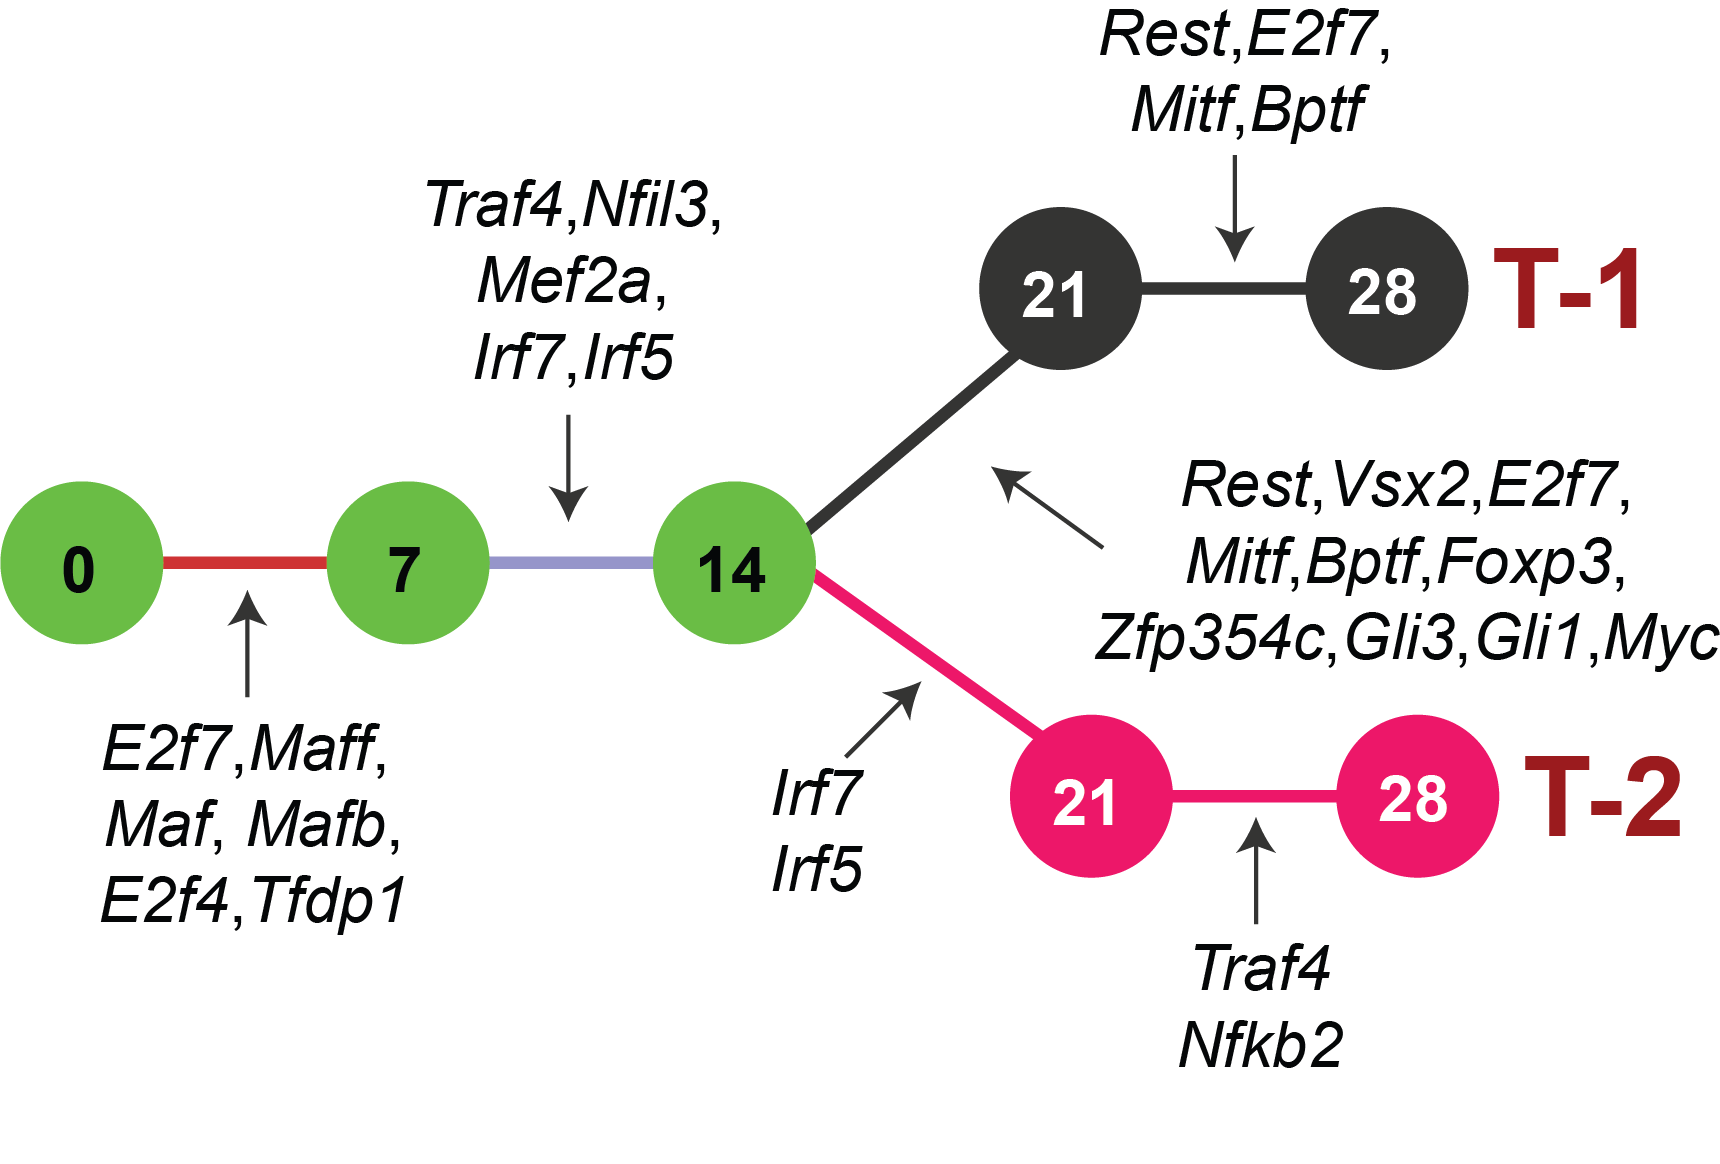 Rest,E2f7,
Mitf,Bptf
Traf4,Nfil3,
Mef2a,
Irf7,Irf5
21
28
T-1
Rest,Vsx2,E2f7,
Mitf,Bptf,Foxp3,
Zfp354c,Gli3,Gli1,Myc
0
7
14
E2f7,Maff,
Maf, Mafb,
E2f4,Tfdp1
Irf7
Irf5
21
28
T-2
Traf4
Nfkb2